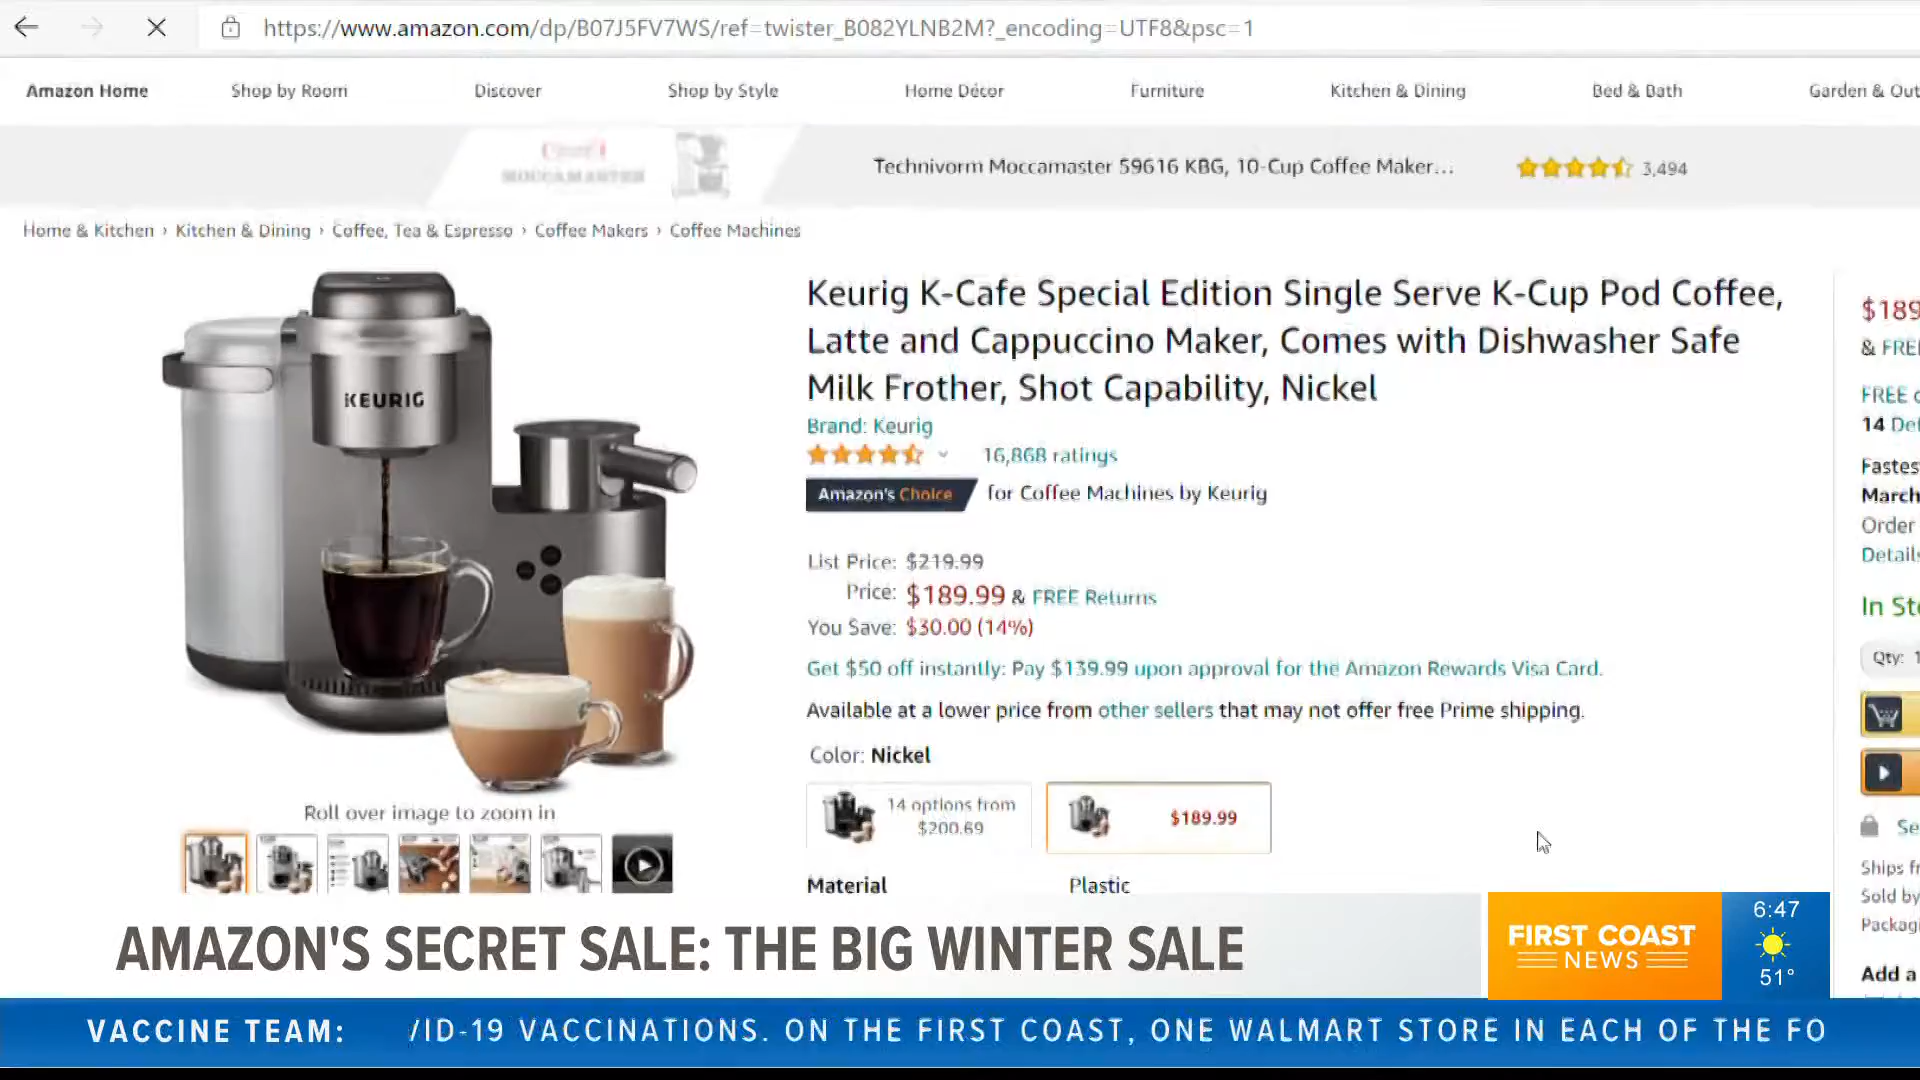 https://www.amazon.com/dp/B07J5FV7WS/ref=twister_B082YLNB2M?_encoding=UTF8&psc=1
Amazon Home Shop by Room Discover Shop by Style Home Décor Furniture Kitchen & Dining Bed & Bath Garden & Out
MOCCAMASTER
Technivorm Moccamaster 59616 KBG, 10-Cup Coffee Maker... 3,494
Home & Kitchen › Kitchen & Dining › Coffee, Tea & Espresso › Coffee Makers › Coffee Machines
KEURIG
Keurig K-Cafe Special Edition Single Serve K-Cup Pod Coffee,
Latte and Cappuccino Maker, Comes with Dishwasher Safe
Milk Frother, Shot Capability, Nickel
Brand: Keurig
16,868 ratings
Amazon's Choice for Coffee Machines by Keurig
List Price: $219.99
Price: $189.99 & FREE Returns
You Save: $30.00 (14%)
Get $50 off instantly: Pay $139.99 upon approval for the Amazon Rewards Visa Card.
Available at a lower price from other sellers that may not offer free Prime shipping.
Color: Nickel
14 options from
$200.69
$189.99
Roll over image to zoom in
Material Plastic
$189
& FREE
FREE
14 Det
Fastes
March
Order
Details
In Sto
Qty: 1
Se
Ships fr
Sold by
Packagi
Add a
AMAZON'S SECRET SALE: THE BIG WINTER SALE
FIRST COAST
NEWS
6:47
51°
VACCINE TEAM: /ID-19 VACCINATIONS. ON THE FIRST COAST, ONE WALMART STORE IN EACH OF THE FO